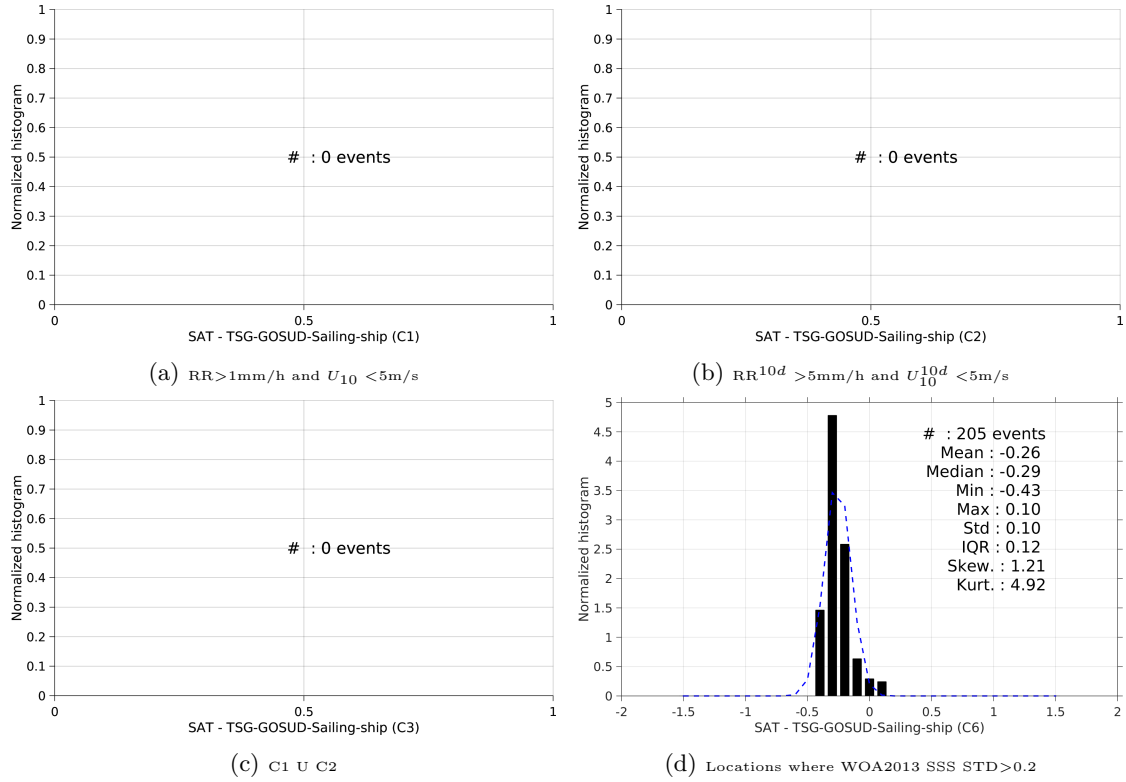 1
0.9
0.8
0.7
0.6
0.5
0.4
0.3
0.2
0.1
0
Normalized histogram
# : 0 events
0 0.5 1
SAT - TSG-GOSUD-Sailing-ship (C1)
(a) RR>1mm/h and U10 <5m/s
1
0.9
0.8
0.7
0.6
0.5
0.4
0.3
0.2
0.1
0
Normalized histogram
# : 0 events
0 0.5 1
SAT - TSG-GOSUD-Sailing-ship (C2)
(b) RR10d >5mm/h and U10d10 <5m/s
1
0.9
0.8
0.7
0.6
0.5
0.4
0.3
0.2
0.1
0
Normalized histogram
# : 0 events
0 0.5 1
SAT - TSG-GOSUD-Sailing-ship (C3)
(c) C1 U C2
5
4.5
4
3.5
3
2.5
2
1.5
1
0.5
0
Normalized histogram
# : 205 events
Mean : -0.26
Median : -0.29
Min : -0.43
Max : 0.10
Std : 0.10
IQR : 0.12
Skew. : 1.21
Kurt. : 4.92
-2 -1.5 -1 -0.5 0 0.5 1 1.5 2
SAT - TSG-GOSUD-Sailing-ship (C6)
(d) Locations where WOA2013 SSS STD>0.2